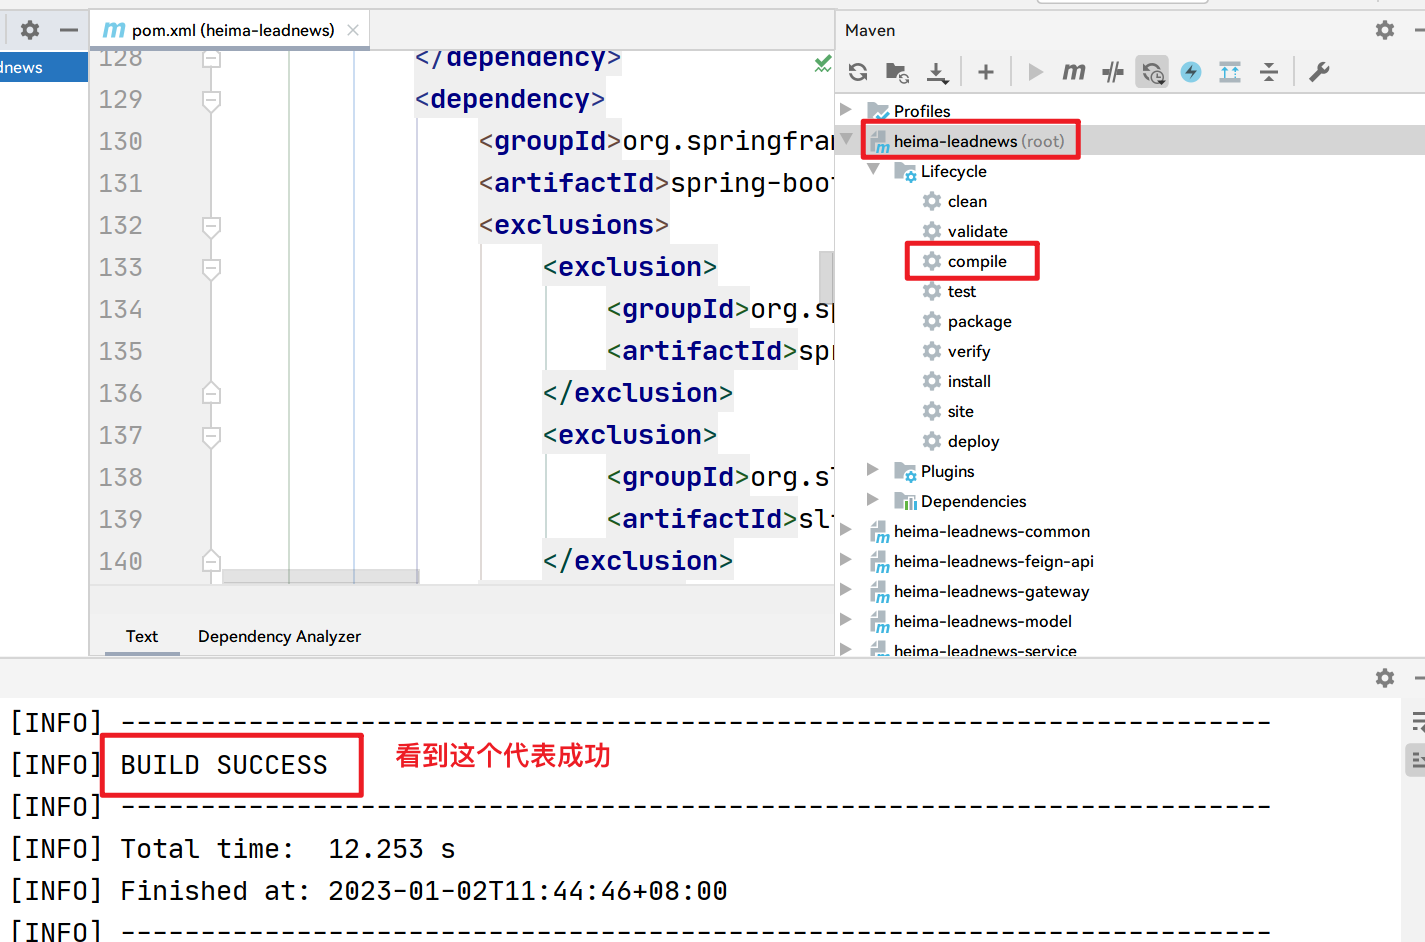 pom.xml (heima-leadnews)
Maven
dnews
128 </dependency>
129 <dependency>
130 <groupId>org.springfram
131 <artifactId>spring-boot
132 <exclusions>
133 <exclusion>
134 <groupId>org.sp
135 <artifactId>spr
136 </exclusion>
137 <exclusion>
138 <groupId>org.sl
139 <artifactId>slf
140 </exclusion>
Text
Dependency Analyzer
Profiles
heima-leadnews (root)
Lifecycle
clean
validate
compile
test
package
verify
install
site
deploy
Plugins
Dependencies
heima-leadnews-common
heima-leadnews-feign-api
heima-leadnews-gateway
heima-leadnews-model
heima-leadnews-service
[INFO] ------------------------------------------------------------------------
[INFO] BUILD SUCCESS
看到这个代表成功
[INFO] ------------------------------------------------------------------------
[INFO] Total time:  12.253 s
[INFO] Finished at: 2023-01-02T11:44:46+08:00
[INFO] ------------------------------------------------------------------------